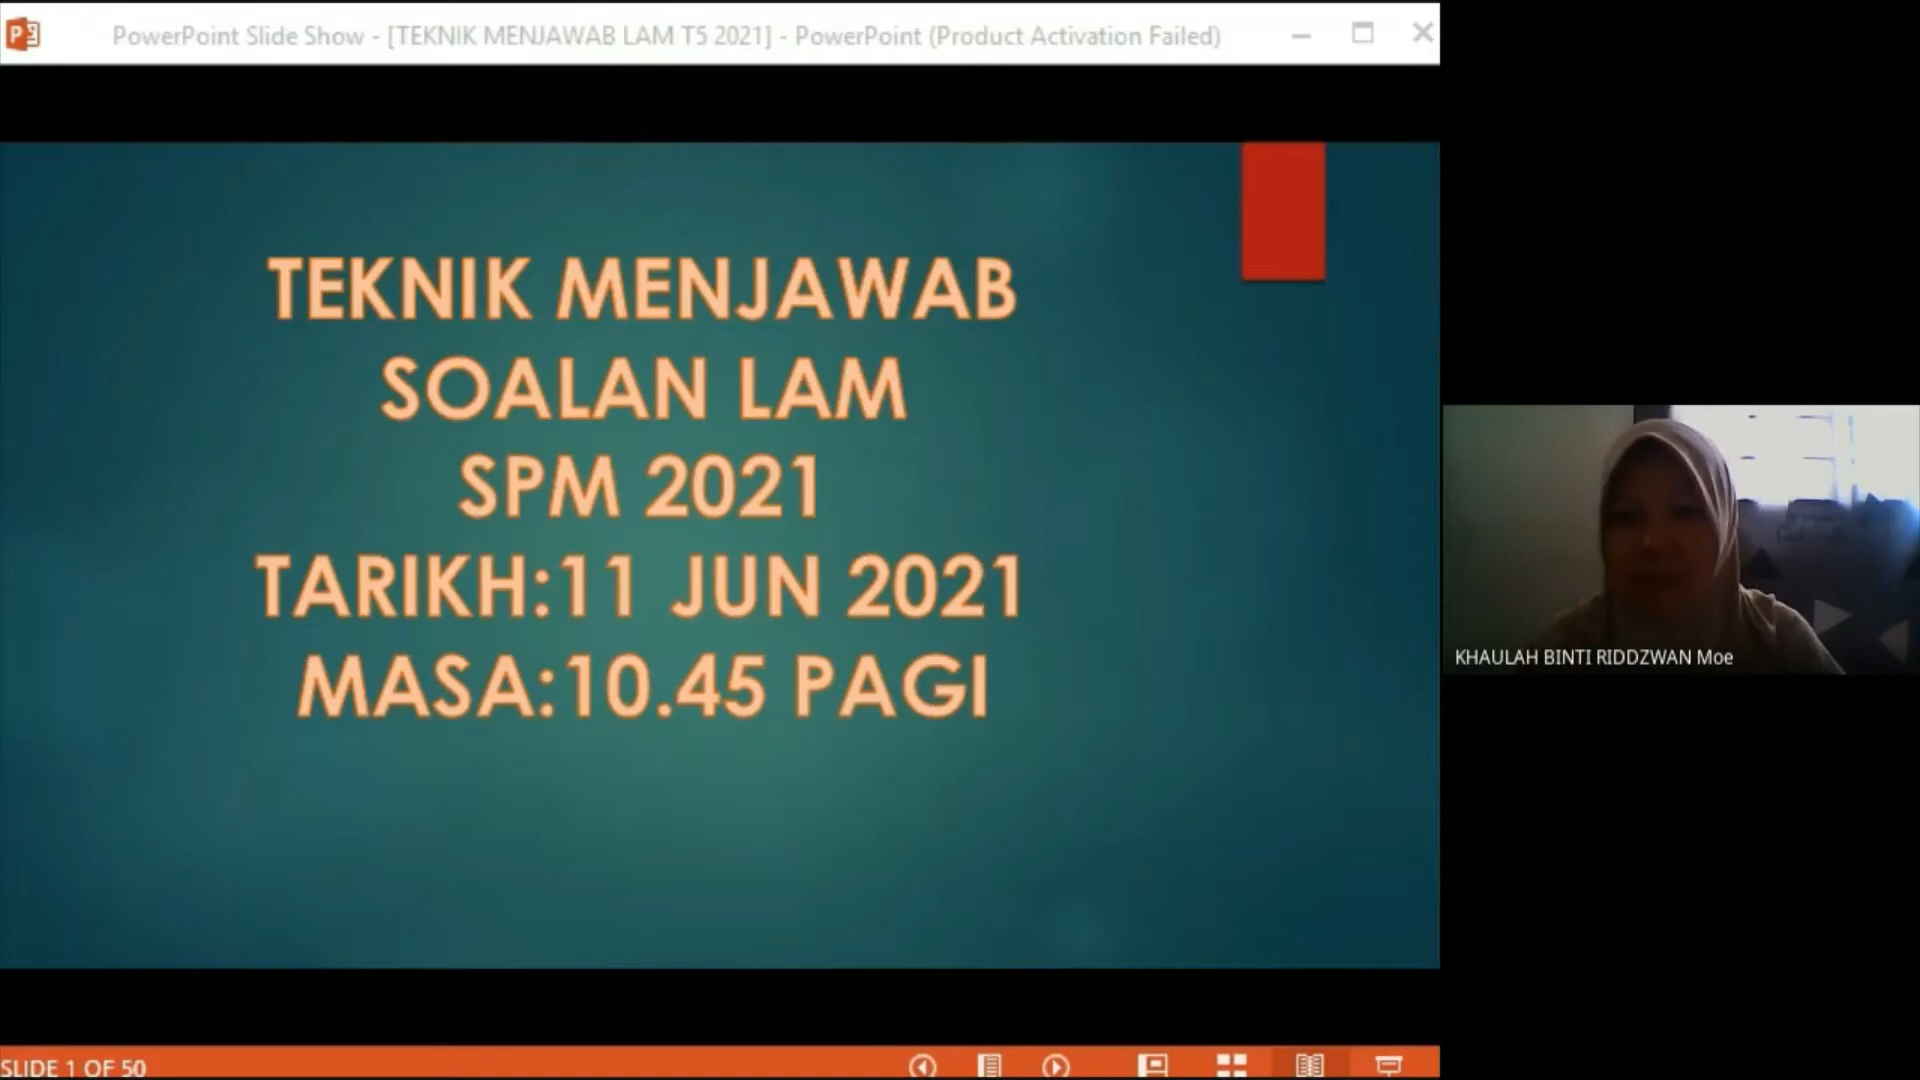 PowerPoint Slide Show - [TEKNIK MENJAWAB LAM T5 2021] - PowerPoint (Product Activation Failed)
TEKNIK MENJAWAB
SOALAN LAM
SPM 2021
TARIKH:11 JUN 2021
MASA:10.45 PAGI
KHAULAH BINTI RIDDZWAN Moe
SLIDE 1 OF 50